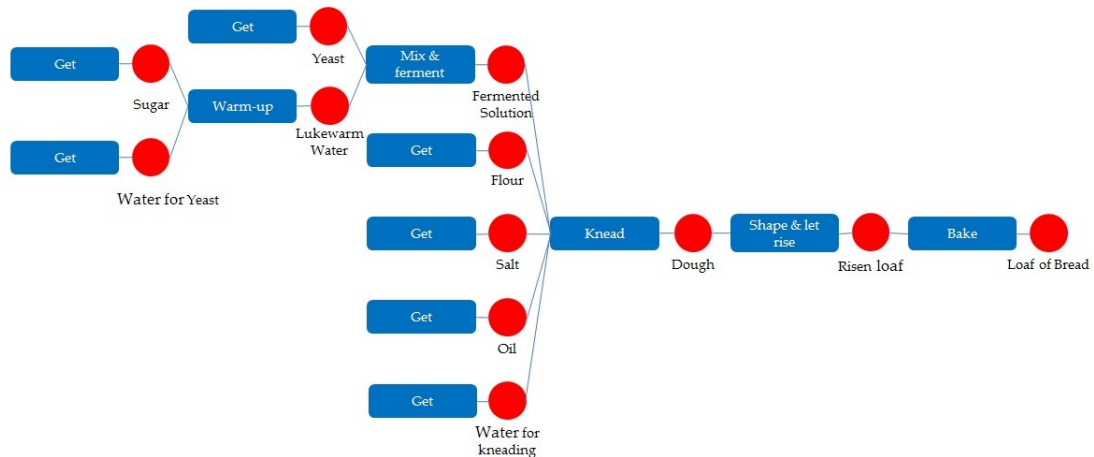 Get
Yeast
Get
Sugar
Mix &
ferment
Fermented
Solution
Warm-up
Lukewarm
Water
Get
Water for Yeast
Get
Flour
Get
Salt
Knead
Dough
Shape & let
rise
Risen loaf
Bake
Loaf of Bread
Get
Oil
Get
Water for
kneading